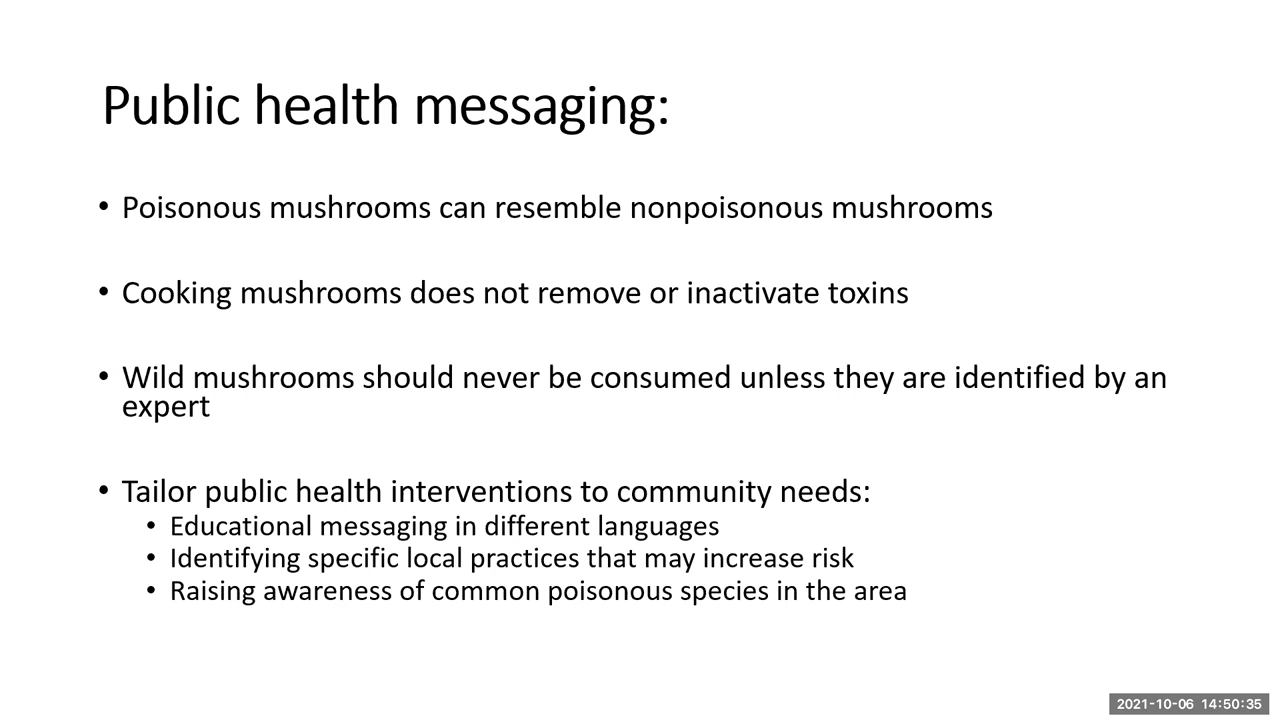 Public health messaging:
• Poisonous mushrooms can resemble nonpoisonous mushrooms
• Cooking mushrooms does not remove or inactivate toxins
• Wild mushrooms should never be consumed unless they are identified by an
expert
• Tailor public health interventions to community needs:
• Educational messaging in different languages
• Identifying specific local practices that may increase risk
• Raising awareness of common poisonous species in the area
2021-10-06 14:50:35